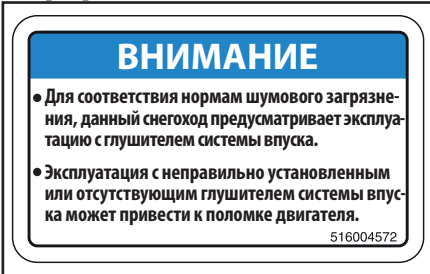 ВНИМАНИЕ
• Для соответствия нормам шумового загрязне-
ния, данный снегоход предусматривает эксплуа-
тацию с глушителем системы впуска.
• Эксплуатация с неправильно установленным
или отсутствующим глушителем системы впус-
ка может привести к поломке двигателя.
516004572